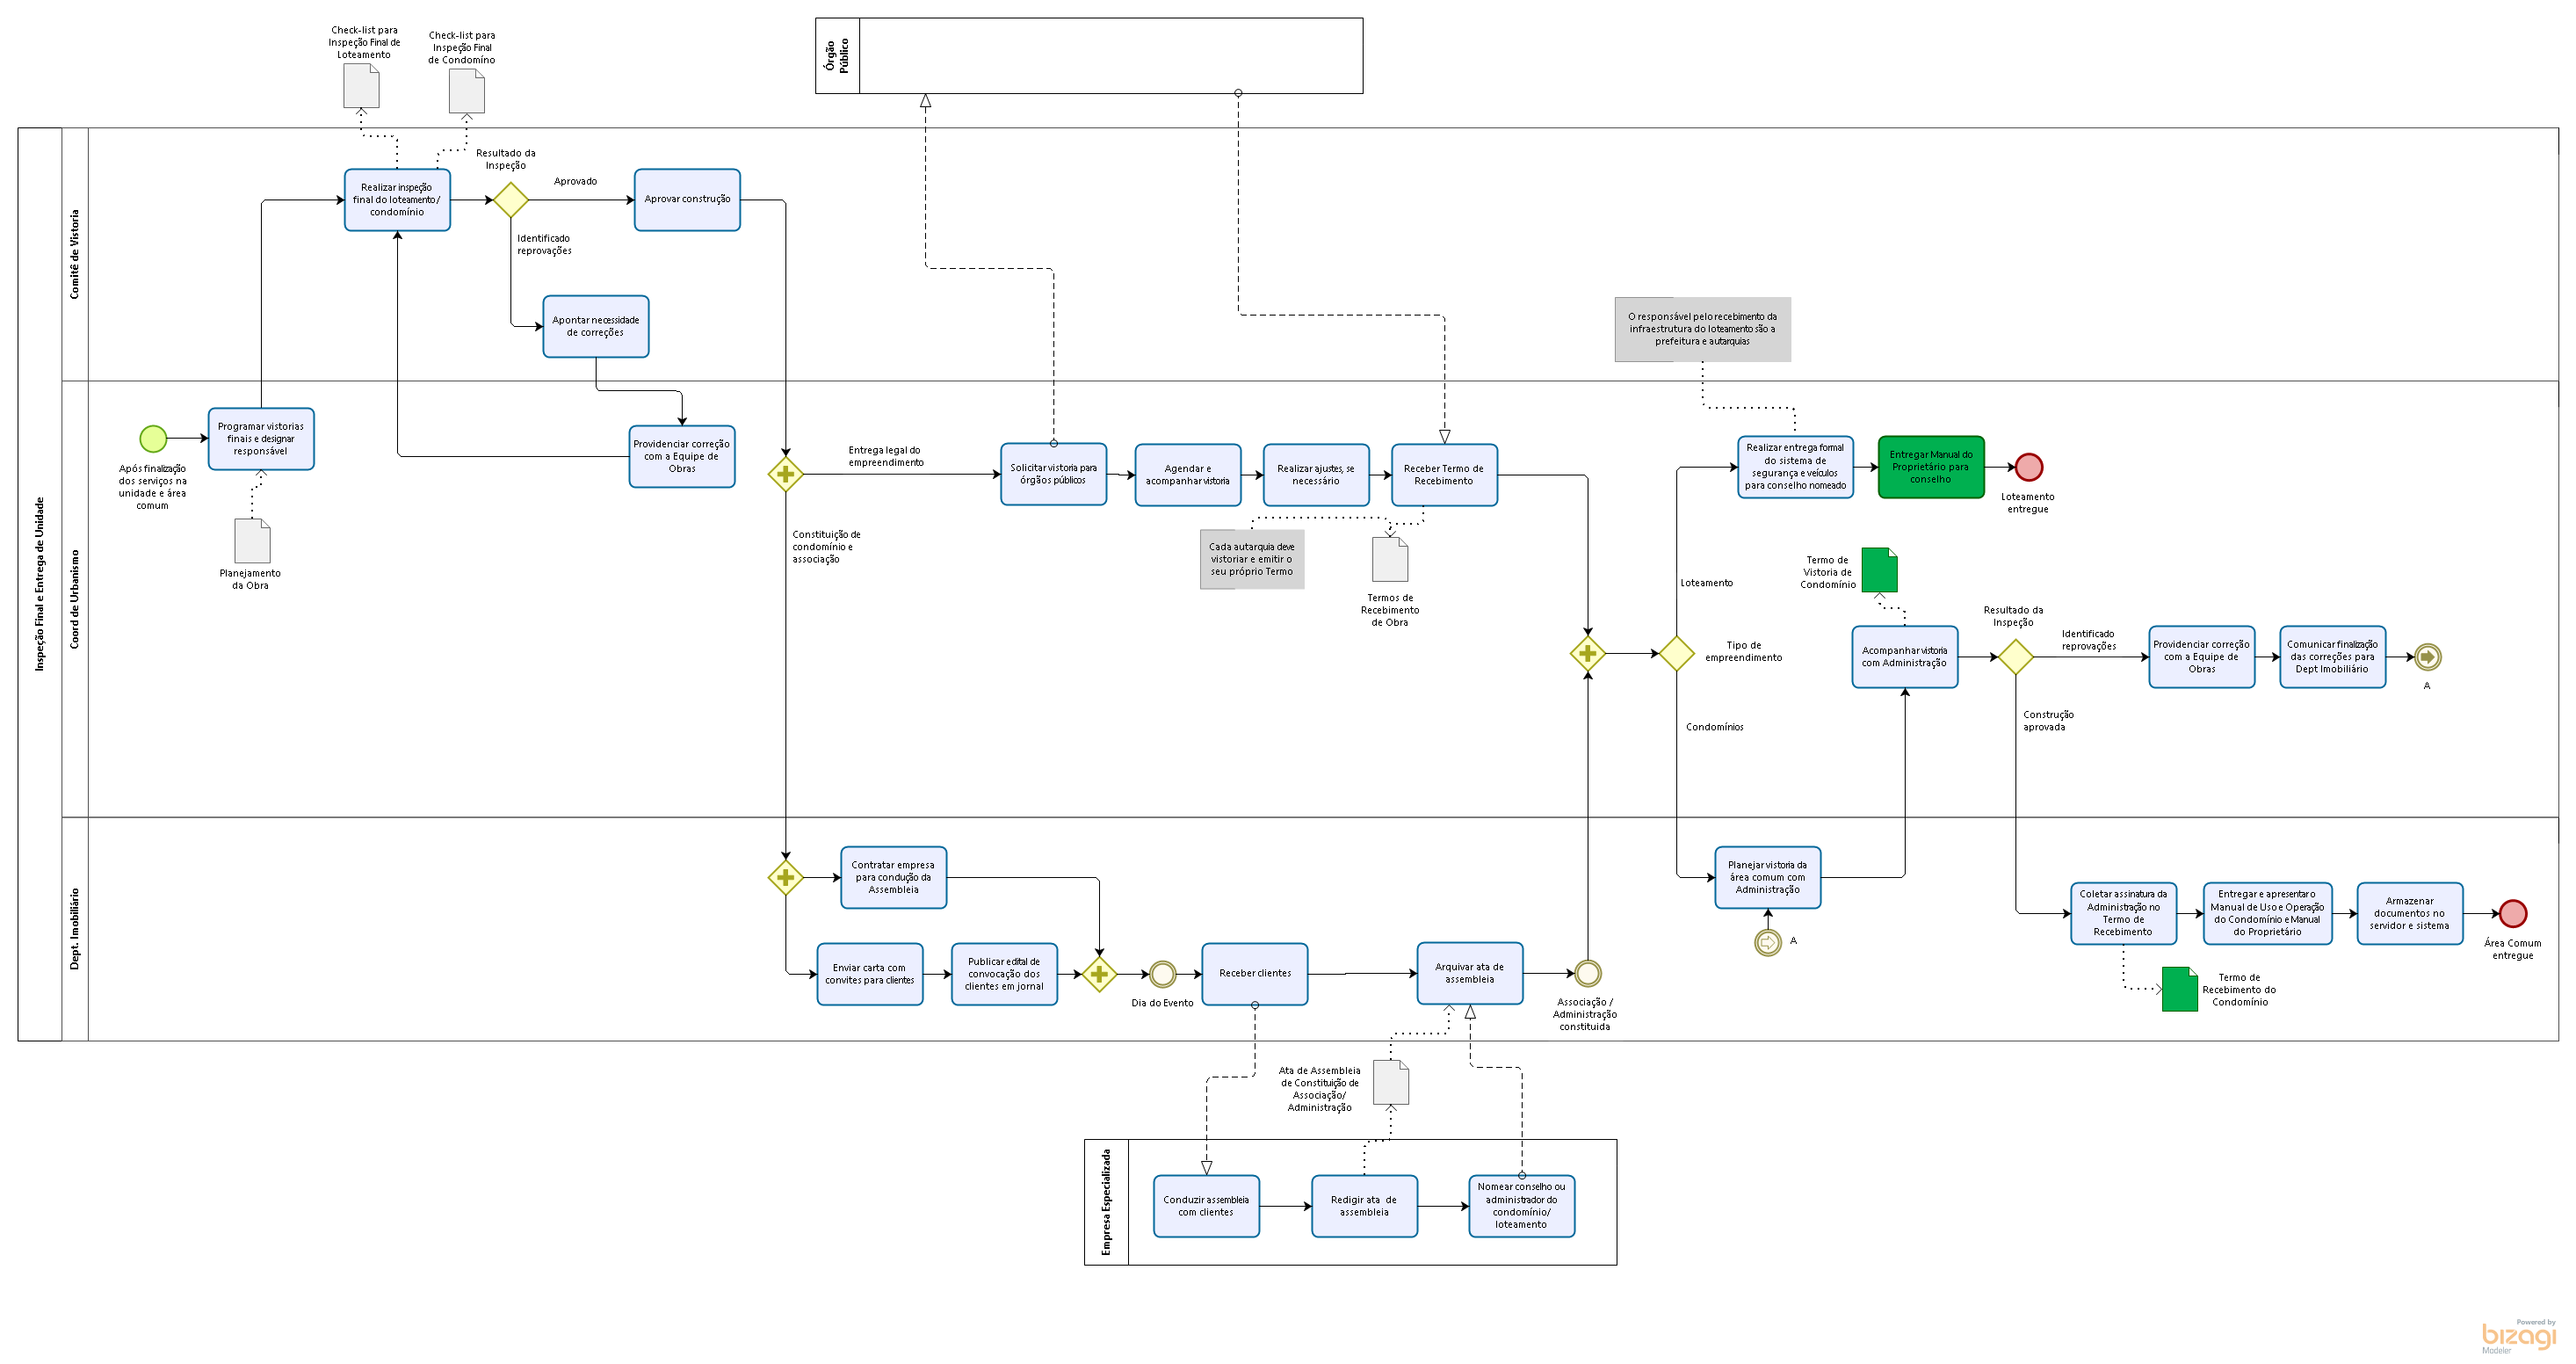 Órgão
Público
Check-list para
Inspeção Final de
Loteamento
Check-list para
Inspeção Final
de Condomíno
Inspeção Final e Entrega de Unidade
Comitê de Vistoria
Realizar inspeção
final do loteamento/
condomínio
Resultado da
Inspeção
Aprovado
Aprovar construção
Identificado
reprovações
Apontar necessidade
de correções
O responsável pelo recebimento da
infraestrutura do loteamento são a
prefeitura e autarquias
Coord de Urbanismo
Após finalização
dos serviços na
unidade e área
comum
Programar vistorias
finais e designar
responsável
Planejamento
da Obra
Providenciar correção
com a Equipe de
Obras
Entrega legal do
empreendimento
Constituição de
condomínio e
associação
Solicitar vistoria para
órgãos públicos
Agendar e
acompanhar vistoria
Realizar ajustes, se
necessário
Receber Termo de
Recebimento
Cada autarquia deve
vistoriar e emitir o
seu próprio Termo
Termos de
Recebimento
de Obra
Realizar entrega formal
do sistema de
segurança e veículos
para conselho nomeado
Entregar Manual do
Proprietário para
conselho
Loteamento
entregue
Loteamento
Tipo de
empreendimento
Condomínios
Termo de
Vistoria de
Condomínio
Acompanhar vistoria
com Administração
Resultado da
Inspeção
Identificado
reprovações
Providenciar correção
com a Equipe de
Obras
Comunicar finalização
das correções para
Dept Imobiliário
A
Construção
aprovada
Dept. Imobiliário
Contratar empresa
para condução da
Assembleia
Enviar carta com
convites para clientes
Publicar edital de
convocação dos
clientes em jornal
Dia do Evento
Receber clientes
Arquivar ata de
assembleia
Associação /
Administração
constituida
Planejar vistoria da
área comum com
Administração
A
Coletar assinatura da
Administração no
Termo de
Recebimento
Entregar e apresentar o
Manual de Uso e Operação
do Condomínio e Manual
do Proprietário
Armazenar
documentos no
servidor e sistema
Área Comum
entregue
Termo de
Recebimento do
Condomínio
Ata de Assembleia
de Constituição de
Associação/
Administração
Empresa Especializada
Conduzir assembleia
com clientes
Redigir ata de
assembleia
Nomear conselho ou
administrador do
condomínio/
loteamento
Powered by
bizagi
Modeler